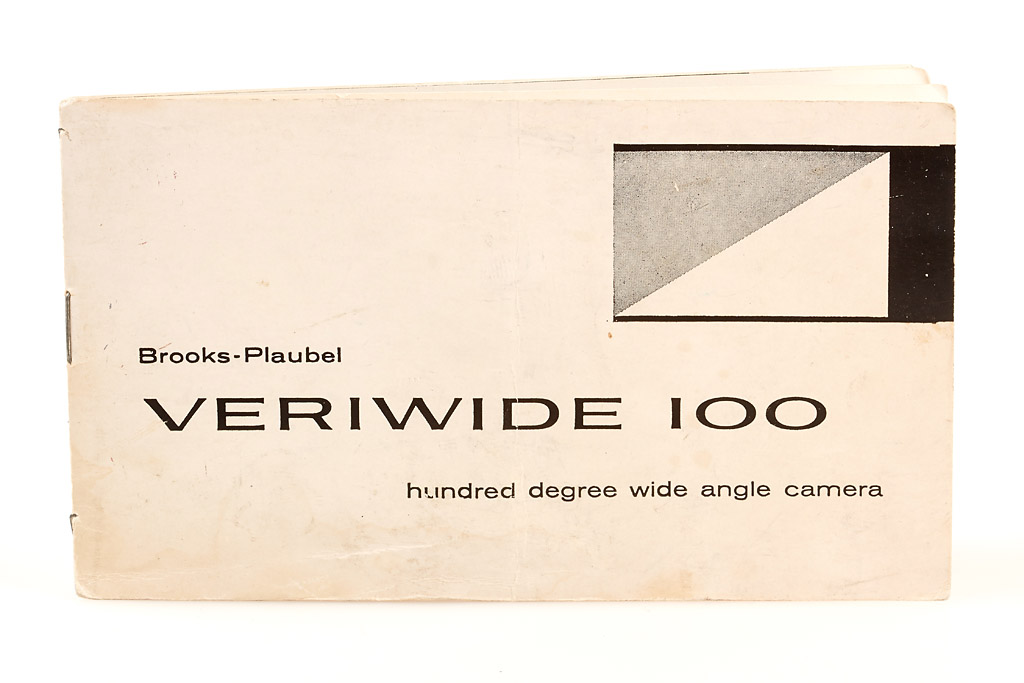 Brooks-Plaubel
VERIWIDE 100
hundred degree wide angle camera